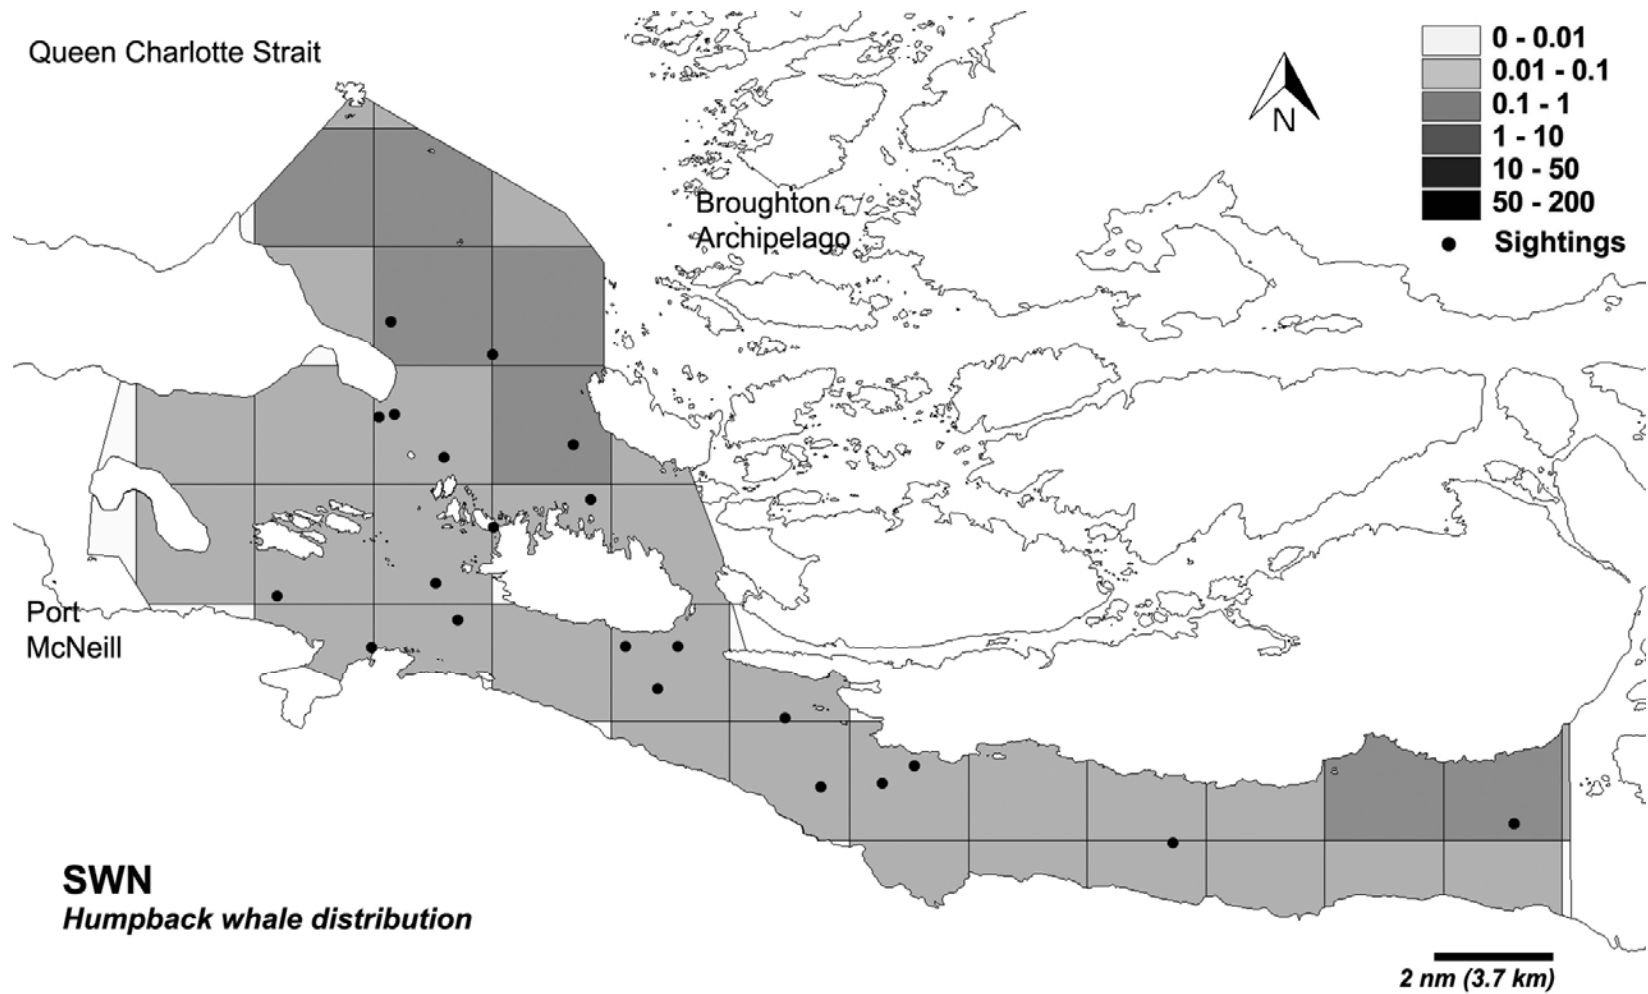 Queen Charlotte Strait
0 - 0.01
0.01 - 0.1
0.1 - 1
1 - 10
10 - 50
50 - 200
Sightings
N
Broughton
Archipelago
Port
McNeill
SWN
Humpback whale distribution
2 nm (3.7 km)